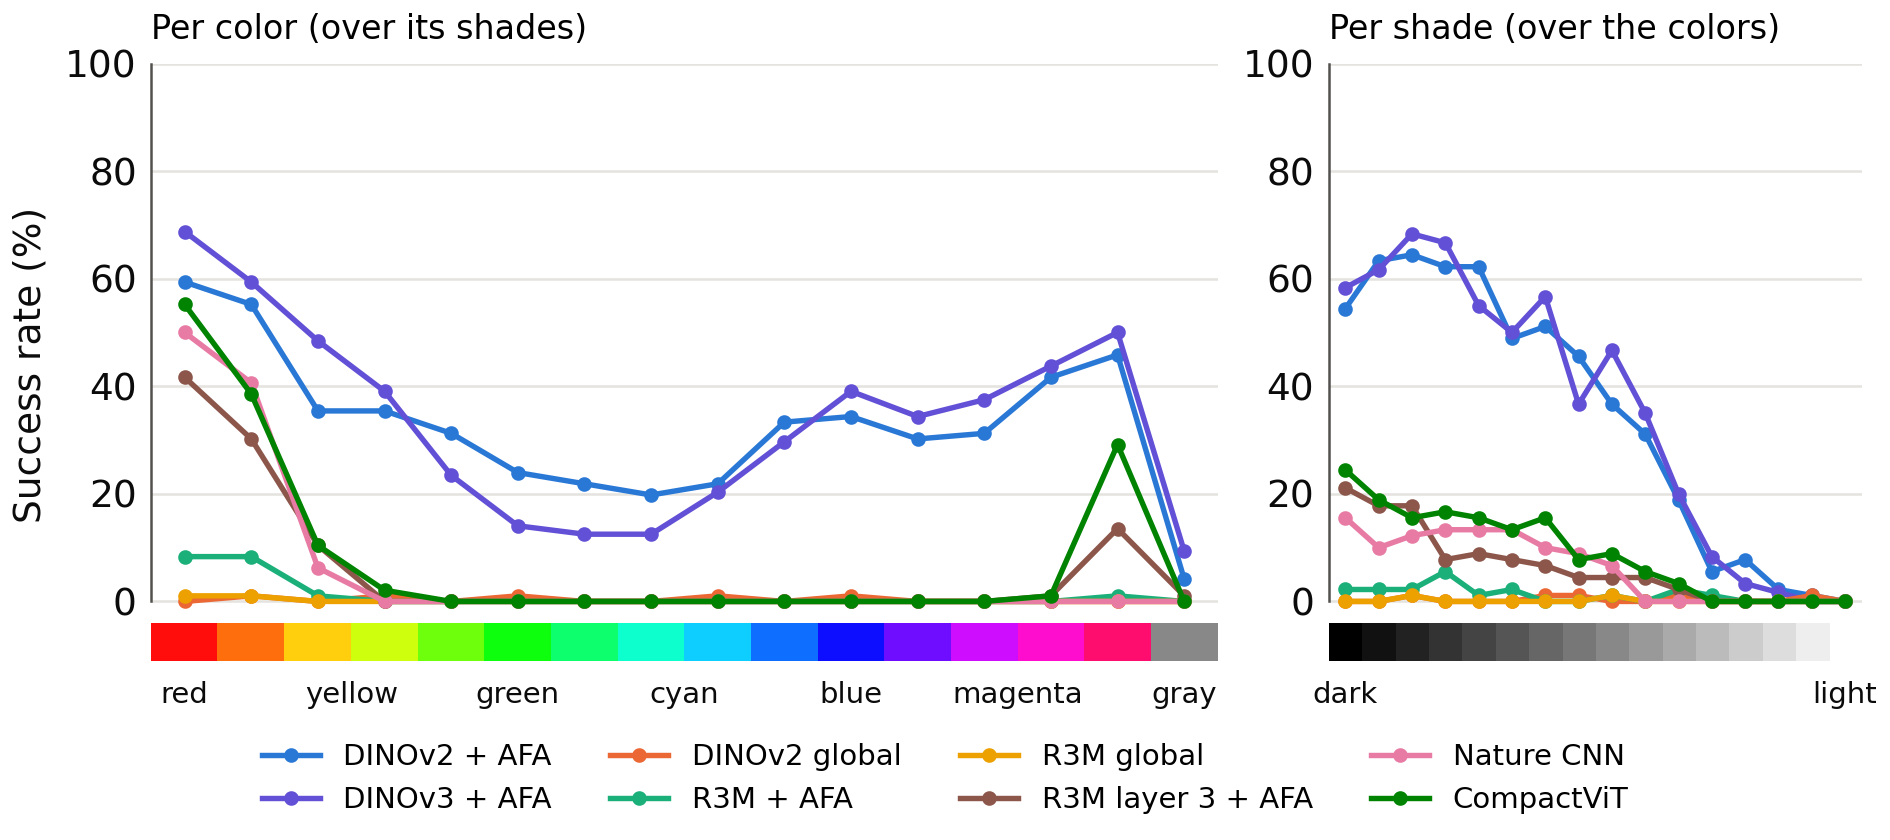 Per color (over its shades)
Per shade (over the colors)
Success rate (%)
100
80
60
40
20
0
100
80
60
40
20
0
red yellow green cyan blue magenta gray
dark light
DINOv2 + AFA DINOv2 global R3M global Nature CNN
DINOv3 + AFA R3M + AFA R3M layer 3 + AFA CompactViT